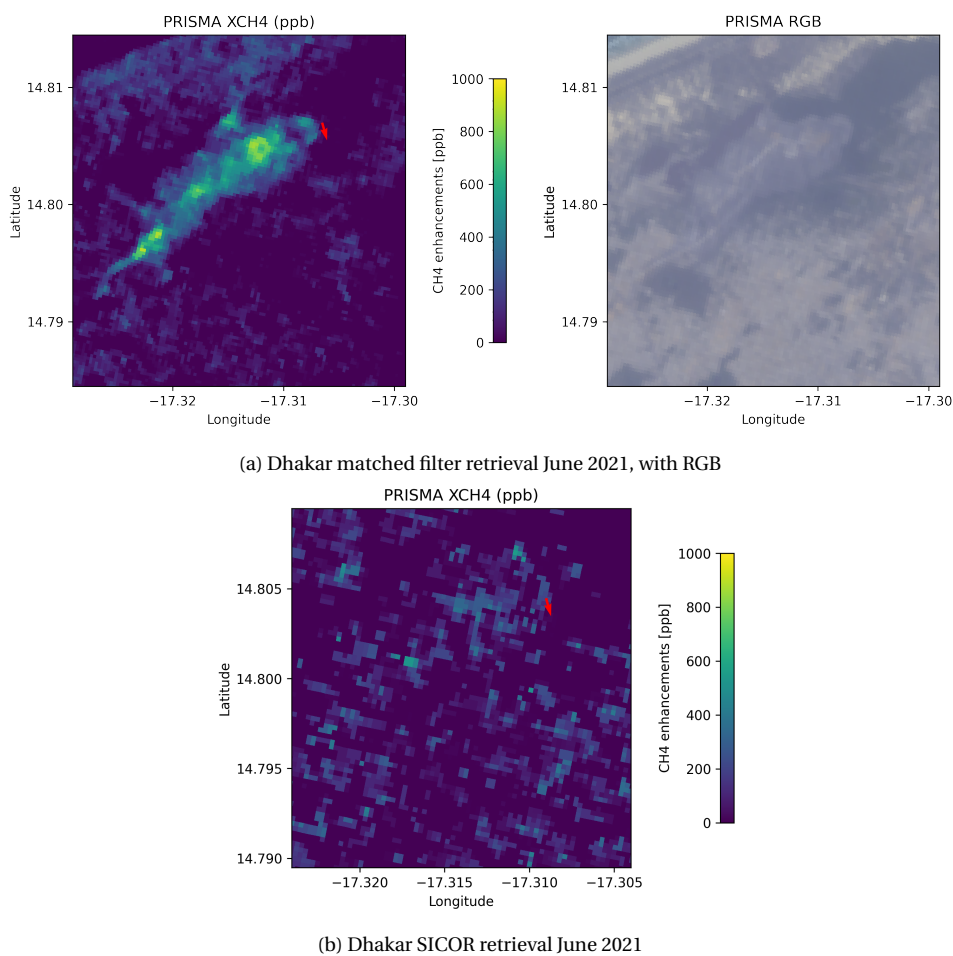 PRISMA XCH4 (ppb)
PRISMA RGB
14.81
14.80
14.79
Latitude
−17.32
−17.31
−17.30
Longitude
1000
800
600
400
200
0
CH4 enhancements [ppb]
14.81
14.80
14.79
Latitude
−17.32
−17.31
−17.30
Longitude
(a) Dhakar matched filter retrieval June 2021, with RGB
PRISMA XCH4 (ppb)
14.805
14.800
14.795
14.790
Latitude
−17.320
−17.315
−17.310
−17.305
Longitude
1000
800
600
400
200
0
CH4 enhancements [ppb]
(b) Dhakar SICOR retrieval June 2021